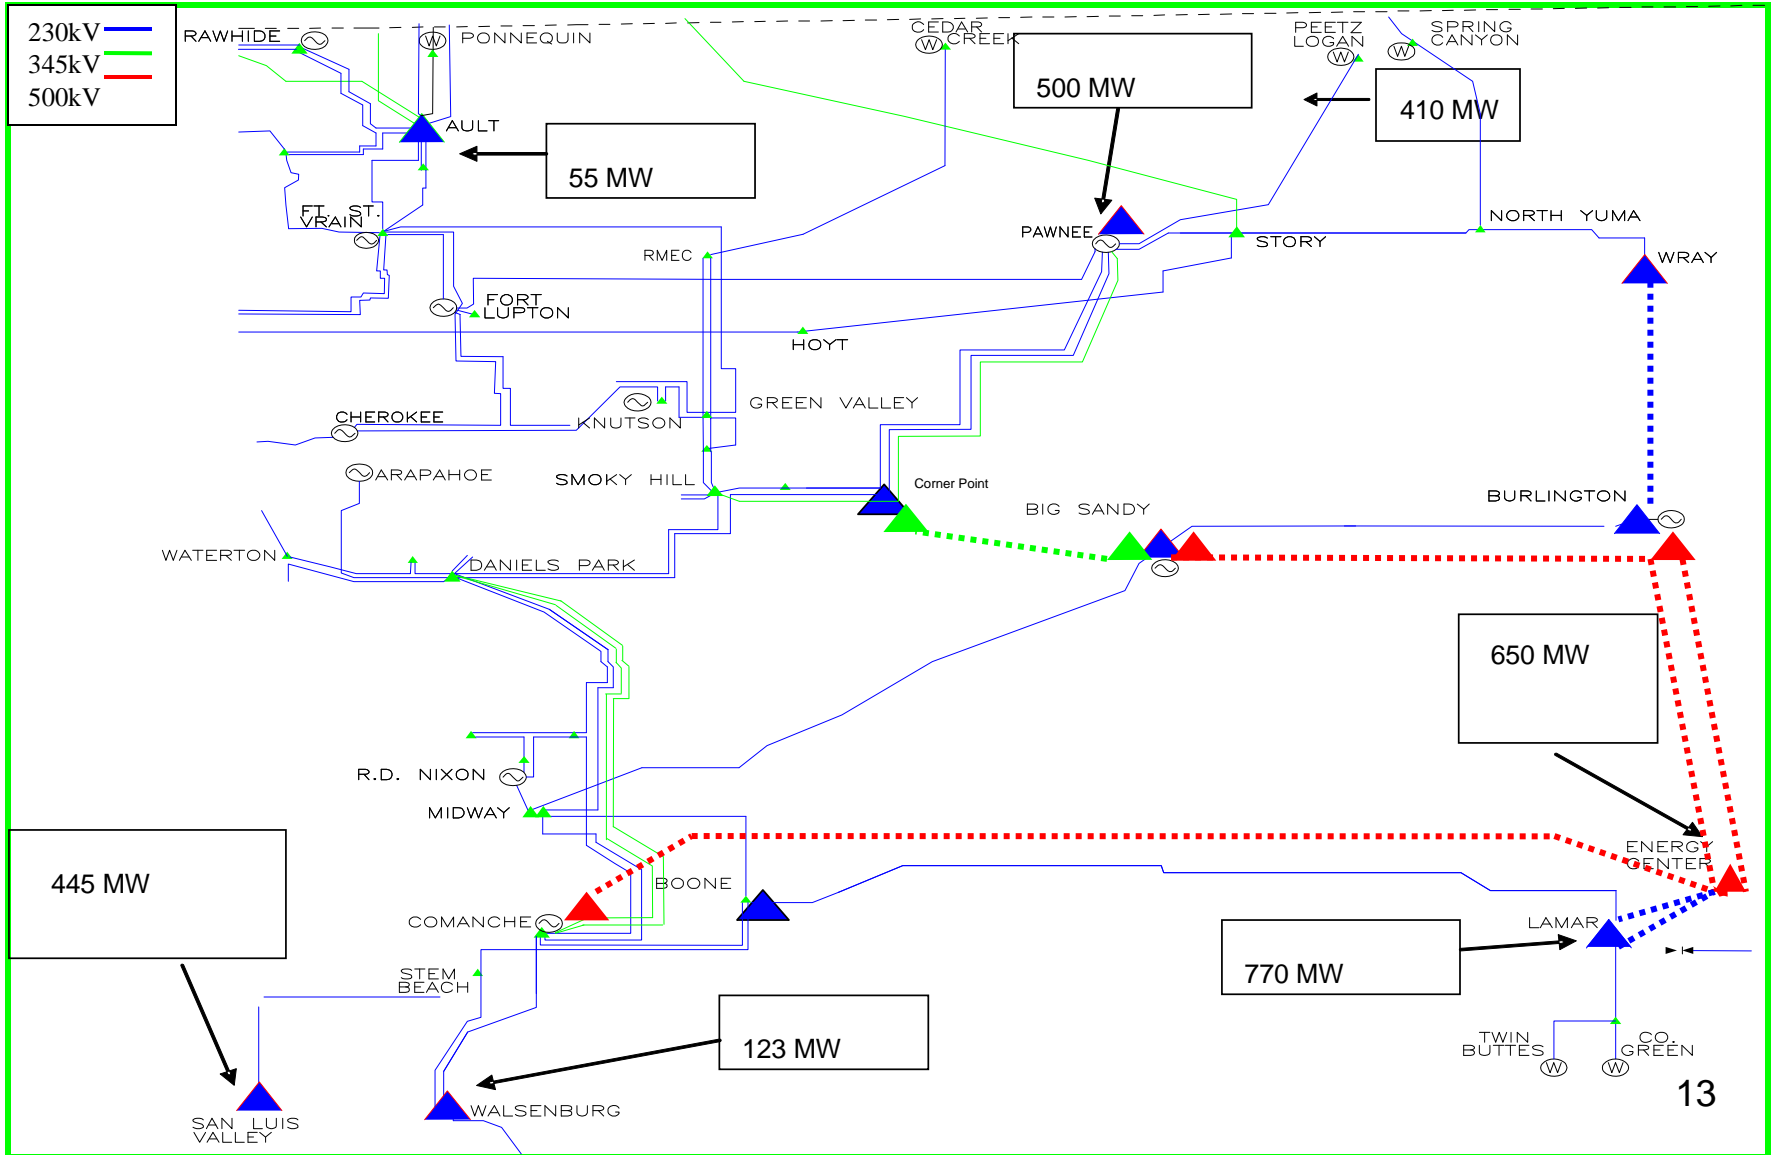 230kV
345kV
500kV
RAWHIDE
W
PONNEQUIN
CEDAR
CREEK
W
PEETZ
LOGAN
W
SPRING
CANYON
W
500 MW
410 MW
AULT
55 MW
FT. ST.
VRAIN
RMEC
PAWNEE
STORY
NORTH YUMA
WRAY
FORT
LUPTON
HOYT
CHEROKEE
KNUTSON
GREEN VALLEY
ARAPAHOE
SMOKY HILL
Corner Point
BIG SANDY
BURLINGTON
WATERTON
DANIELS PARK
650 MW
R.D. NIXON
MIDWAY
445 MW
BOONE
ENERGY
CENTER
COMANCHE
LAMAR
770 MW
STEM
BEACH
123 MW
TWIN
BUTTES
CO.
GREEN
W
W
13
SAN LUIS
VALLEY
WALSENBURG